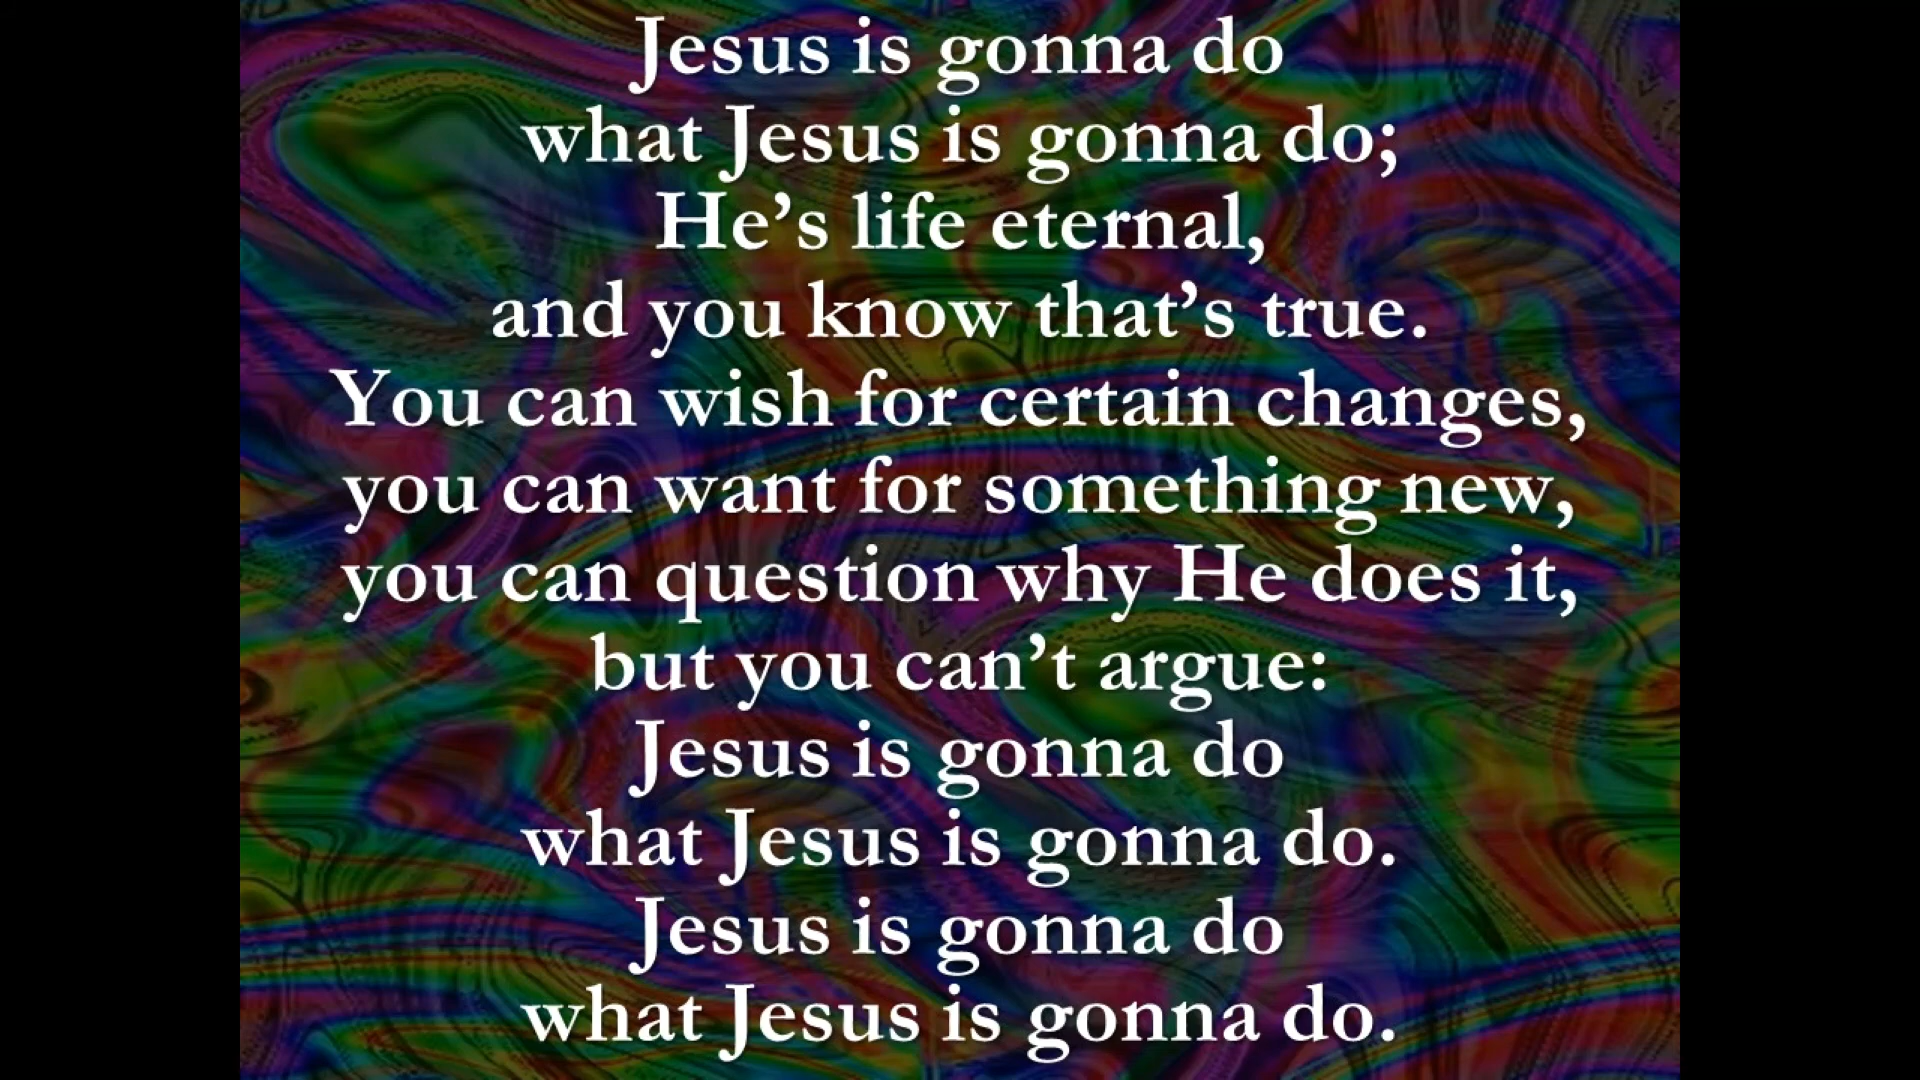 Jesus is gonna do
what Jesus is gonna do;
He’s life eternal,
and you know that’s true.
You can wish for certain changes,
you can want for something new,
you can question why He does it,
but you can’t argue:
Jesus is gonna do
what Jesus is gonna do.
Jesus is gonna do
what Jesus is gonna do.